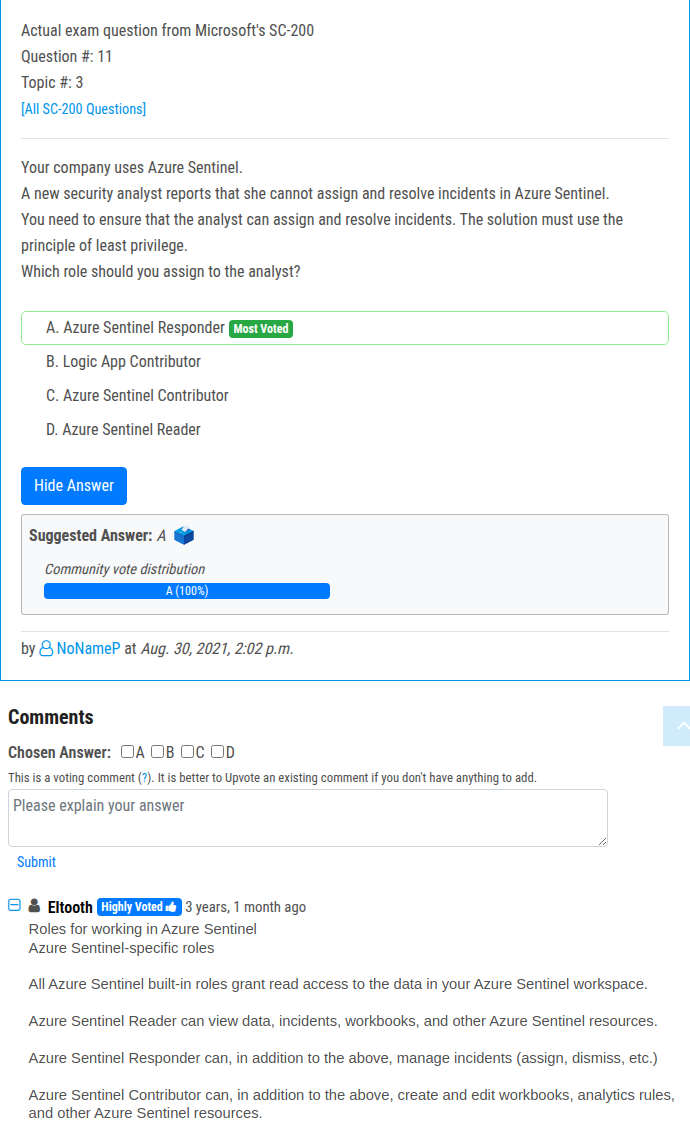 Actual exam question from Microsoft's SC-200
Question #: 11
Topic #: 3
[All SC-200 Questions]
Your company uses Azure Sentinel.
A new security analyst reports that she cannot assign and resolve incidents in Azure Sentinel.
You need to ensure that the analyst can assign and resolve incidents. The solution must use the
principle of least privilege.
Which role should you assign to the analyst?
A. Azure Sentinel Responder Most Voted
B. Logic App Contributor
C. Azure Sentinel Contributor
D. Azure Sentinel Reader
Hide Answer
Suggested Answer: A
Community vote distribution
A (100%)
by NoNameP at Aug. 30, 2021, 2:02 p.m.
Comments
Chosen Answer: A B C D
This is a voting comment (?). It is better to Upvote an existing comment if you don't have anything to add.
Please explain your answer
Submit
Eltooth Highly Voted 3 years, 1 month ago
Roles for working in Azure Sentinel
Azure Sentinel-specific roles
All Azure Sentinel built-in roles grant read access to the data in your Azure Sentinel workspace.
Azure Sentinel Reader can view data, incidents, workbooks, and other Azure Sentinel resources.
Azure Sentinel Responder can, in addition to the above, manage incidents (assign, dismiss, etc.)
Azure Sentinel Contributor can, in addition to the above, create and edit workbooks, analytics rules,
and other Azure Sentinel resources.